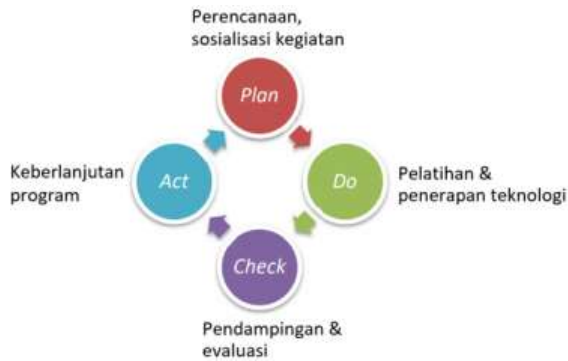 Perencanaan,
sosialisasi kegiatan
Plan
Keberlanjutan
program
Act
Do
Pelatihan &
penerapan teknologi
Check
Pendampingan &
evaluasi